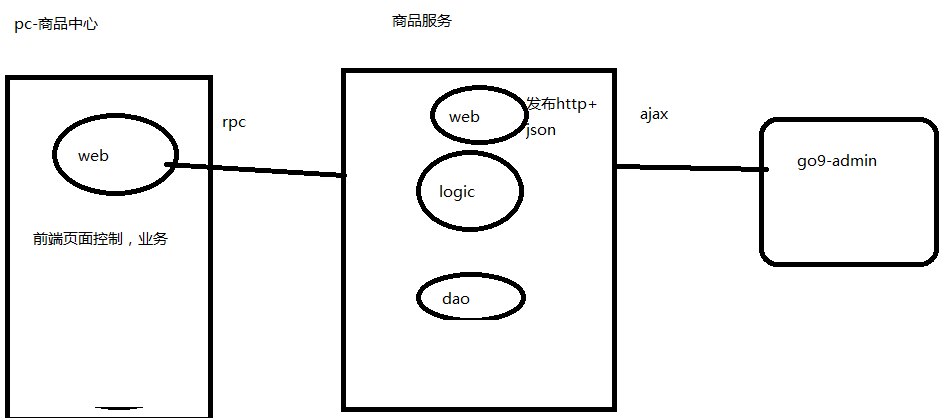 pc-商品中心
商品服务
web
前端页面控制，业务
rpc
web
发布http+
json
logic
dao
ajax
go9-admin